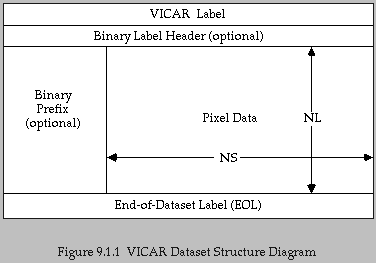 VICAR Label
Binary Label Header (optional)
Binary
Prefix
(optional)
Pixel Data
NL
NS
End-of-Dataset Label (EOL)
Figure 9.1.1 VICAR Dataset Structure Diagram